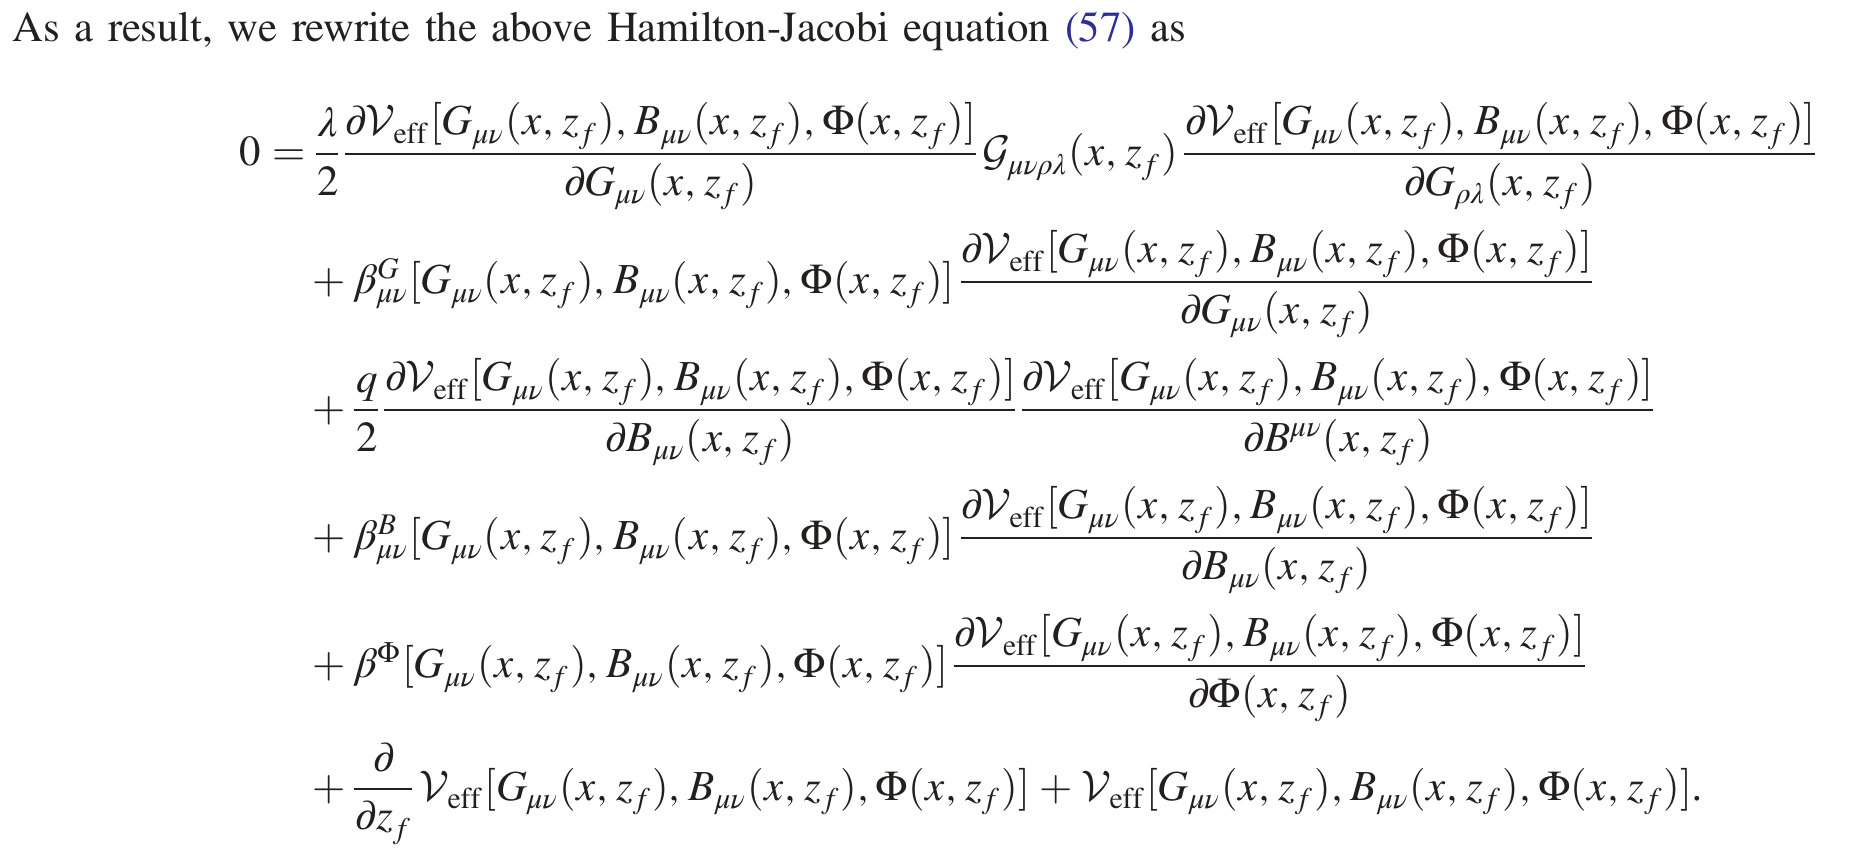 As a result, we rewrite the above Hamilton-Jacobi equation (57) as
$0 = \frac{\lambda}{2} \frac{\partial \mathcal{V}_{\text{eff}}[G_{\mu\nu}(x, z_f), B_{\mu\nu}(x, z_f), \Phi(x, z_f)]}{\partial G_{\mu\nu}(x, z_f)} \mathcal{G}_{\mu\nu\rho\lambda}(x, z_f) \frac{\partial \mathcal{V}_{\text{eff}}[G_{\mu\nu}(x, z_f), B_{\mu\nu}(x, z_f), \Phi(x, z_f)]}{\partial G_{\rho\lambda}(x, z_f)}$
$+ \beta^G_{\mu\nu}[G_{\mu\nu}(x, z_f), B_{\mu\nu}(x, z_f), \Phi(x, z_f)] \frac{\partial \mathcal{V}_{\text{eff}}[G_{\mu\nu}(x, z_f), B_{\mu\nu}(x, z_f), \Phi(x, z_f)]}{\partial G_{\mu\nu}(x, z_f)}$
$+ \frac{q}{2} \frac{\partial \mathcal{V}_{\text{eff}}[G_{\mu\nu}(x, z_f), B_{\mu\nu}(x, z_f), \Phi(x, z_f)]}{\partial B_{\mu\nu}(x, z_f)} \frac{\partial \mathcal{V}_{\text{eff}}[G_{\mu\nu}(x, z_f), B_{\mu\nu}(x, z_f), \Phi(x, z_f)]}{\partial B^{\mu\nu}(x, z_f)}$
$+ \beta^B_{\mu\nu}[G_{\mu\nu}(x, z_f), B_{\mu\nu}(x, z_f), \Phi(x, z_f)] \frac{\partial \mathcal{V}_{\text{eff}}[G_{\mu\nu}(x, z_f), B_{\mu\nu}(x, z_f), \Phi(x, z_f)]}{\partial B_{\mu\nu}(x, z_f)}$
$+ \beta^\Phi[G_{\mu\nu}(x, z_f), B_{\mu\nu}(x, z_f), \Phi(x, z_f)] \frac{\partial \mathcal{V}_{\text{eff}}[G_{\mu\nu}(x, z_f), B_{\mu\nu}(x, z_f), \Phi(x, z_f)]}{\partial \Phi(x, z_f)}$
$+ \frac{\partial}{\partial z_f} \mathcal{V}_{\text{eff}}[G_{\mu\nu}(x, z_f), B_{\mu\nu}(x, z_f), \Phi(x, z_f)] + \mathcal{V}_{\text{eff}}[G_{\mu\nu}(x, z_f), B_{\mu\nu}(x, z_f), \Phi(x, z_f)].$